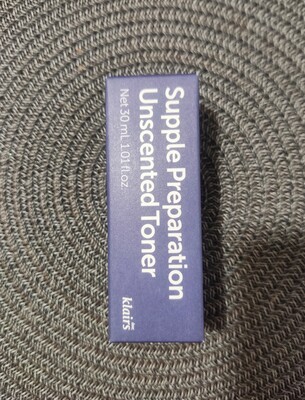 Supple Preparation
Unscented Toner
Net 30 mL, 1.01 fl.oz.
klairs